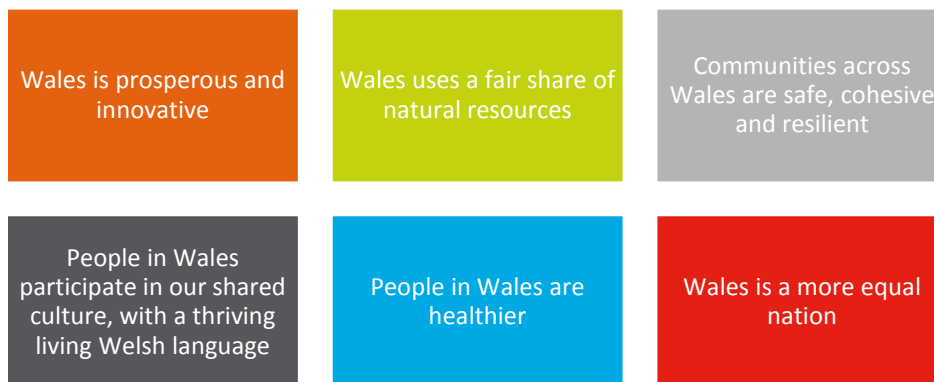 Wales is prosperous and
innovative
Wales uses a fair share of
natural resources
Communities across
Wales are safe, cohesive
and resilient
People in Wales
participate in our shared
culture, with a thriving
living Welsh language
People in Wales are
healthier
Wales is a more equal
nation